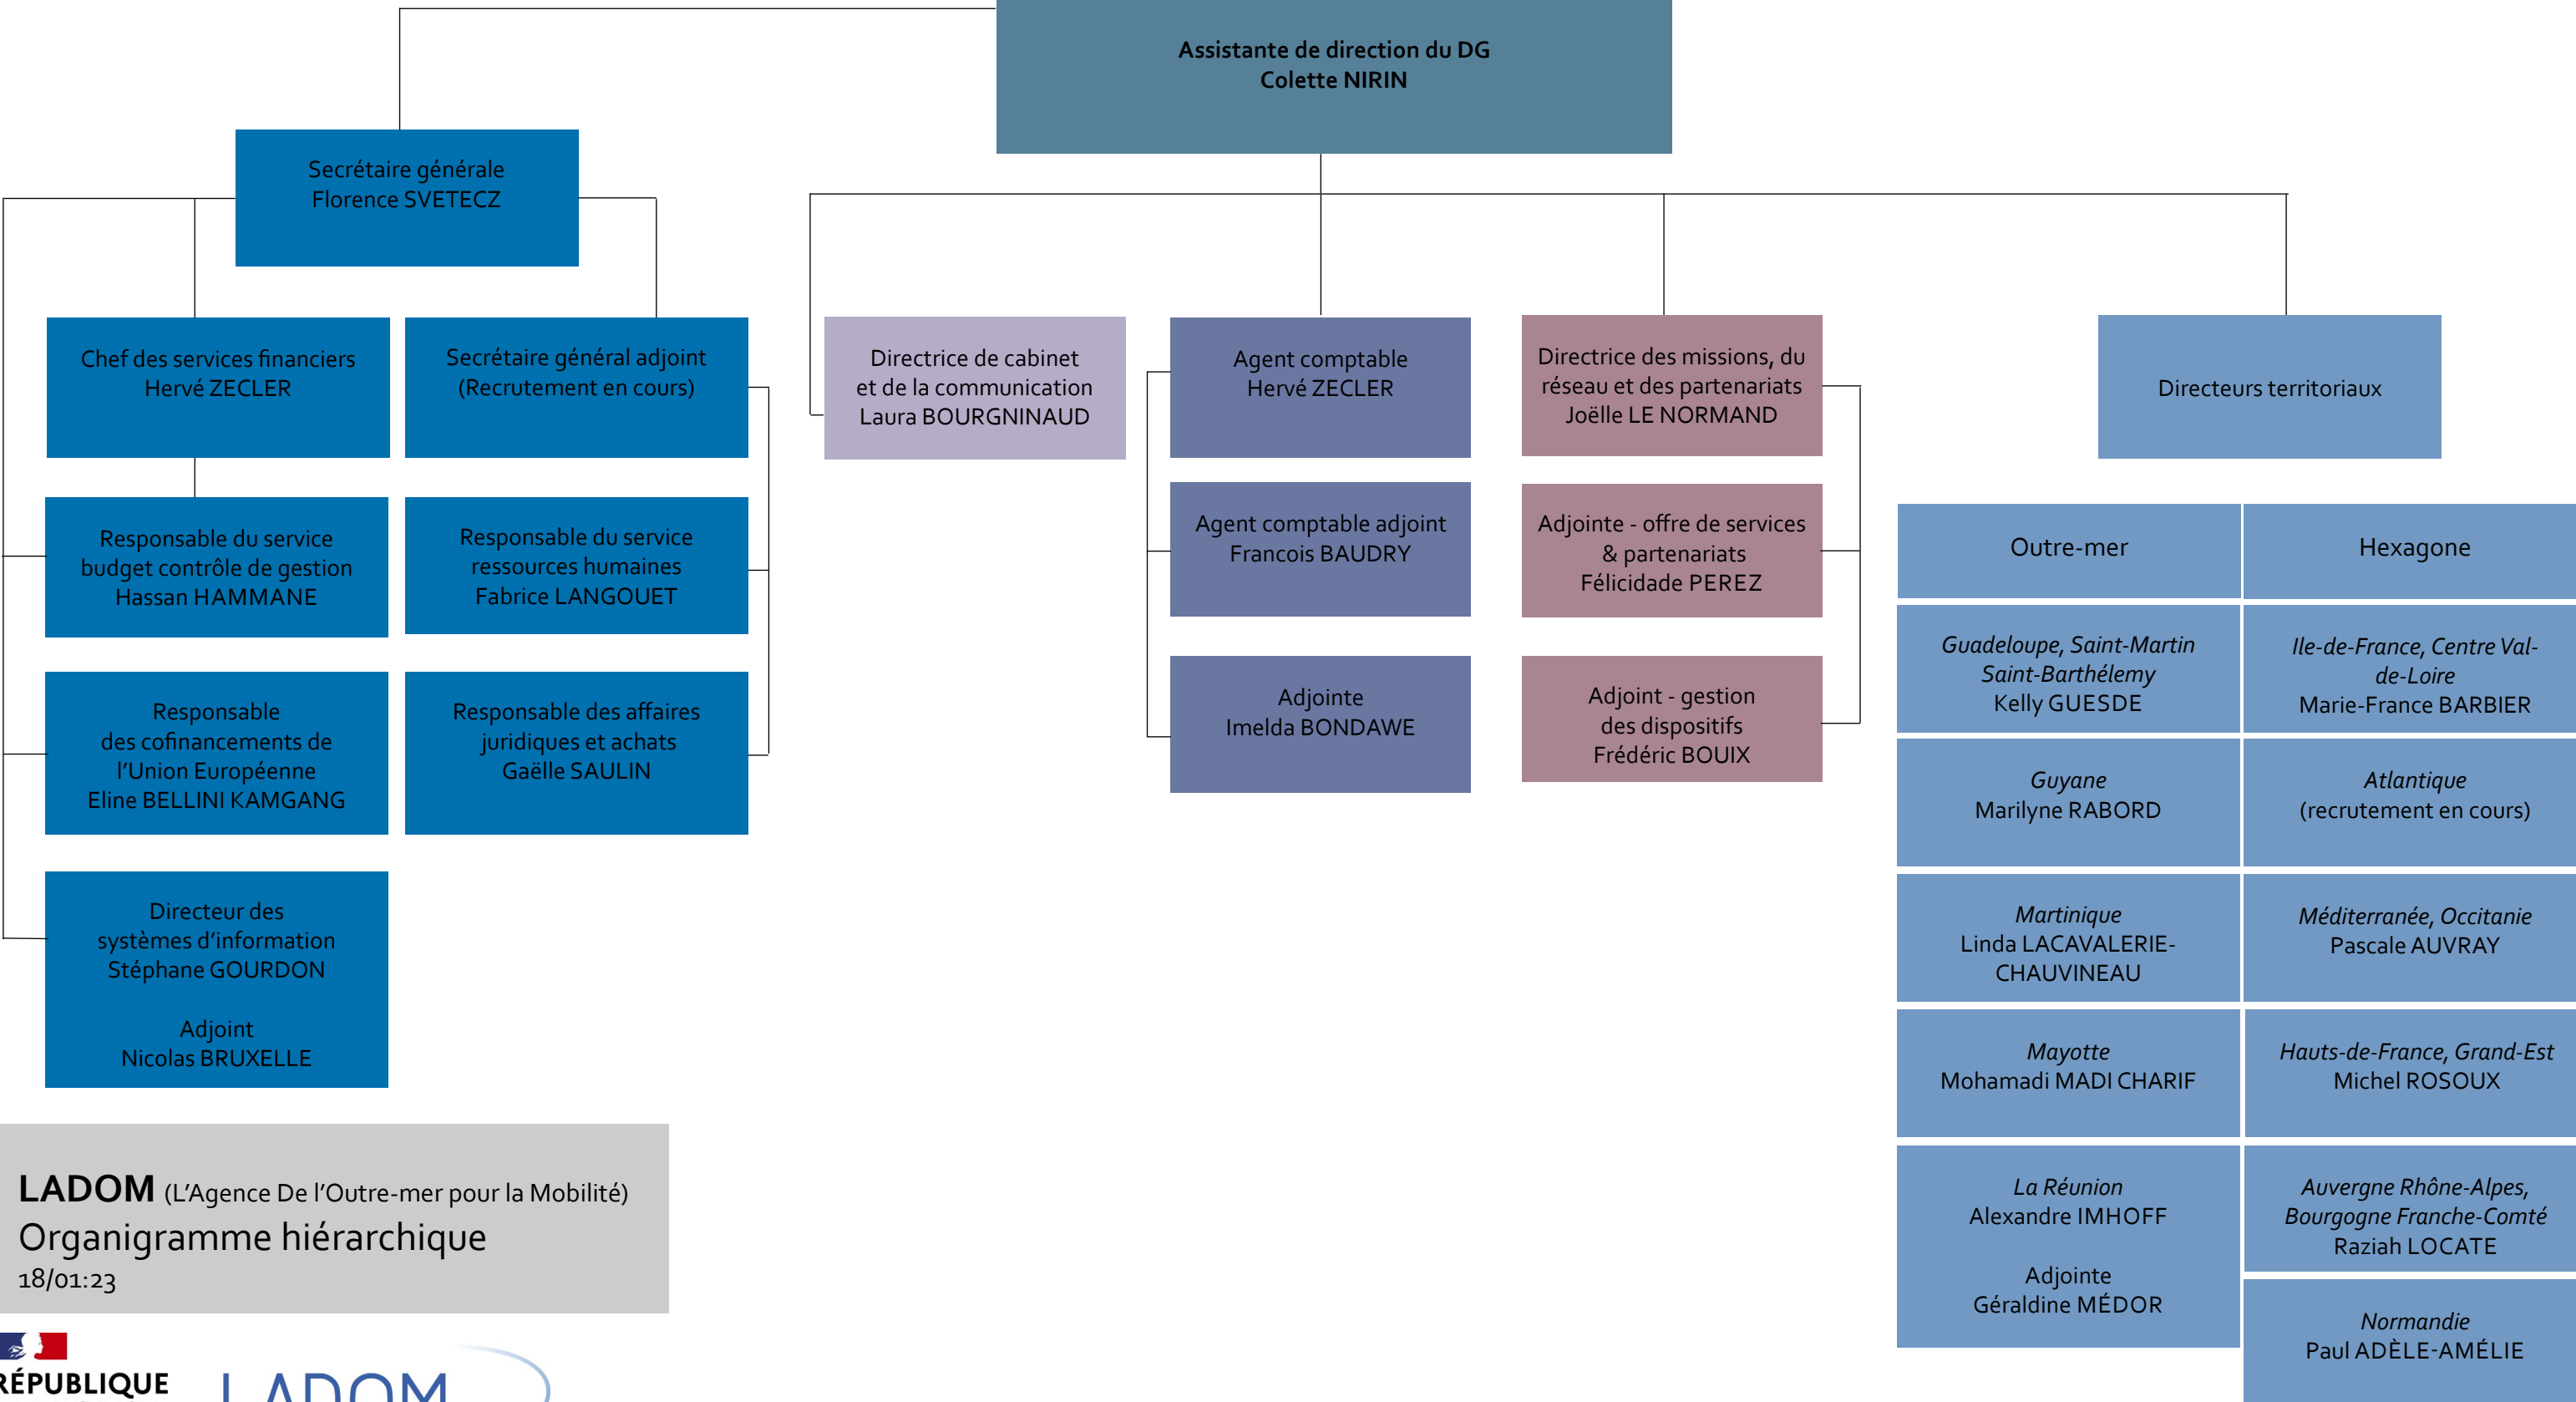 Assistante de direction du DG
Colette NIRIN
Secrétaire générale
Florence SVETECZ
Chef des services financiers
Hervé ZECLER
Secrétaire général adjoint
(Recrutement en cours)
Directrice de cabinet
et de la communication
Laura BOURGNINAUD
Agent comptable
Hervé ZECLER
Directrice des missions, du
réseau et des partenariats
Joëlle LE NORMAND
Directeurs territoriaux
Responsable du service
budget contrôle de gestion
Hassan HAMMANE
Responsable du service
ressources humaines
Fabrice LANGOUET
Agent comptable adjoint
Francois BAUDRY
Adjointe - offre de services
& partenariats
Félicidade PEREZ
Responsable
des cofinancements de
l'Union Européenne
Eline BELLINI KAMGANG
Responsable des affaires
juridiques et achats
Gaëlle SAULIN
Adjointe
Imelda BONDAWE
Adjoint - gestion
des dispositifs
Frédéric BOUIX
Directeur des
systèmes d'information
Stéphane GOURDON
Adjoint
Nicolas BRUXELLE
Outre-mer
Hexagone
Guadeloupe, Saint-Martin
Saint-Barthélemy
Kelly GUESDE
Ile-de-France, Centre Val-
de-Loire
Marie-France BARBIER
Guyane
Marilyne RABORD
Atlantique
(recrutement en cours)
Martinique
Linda LACAVALERIE-
CHAUVINEAU
Méditerranée, Occitanie
Pascale AUVRAY
Mayotte
Mohamadi MADI CHARIF
Hauts-de-France, Grand-Est
Michel ROSOUX
La Réunion
Alexandre IMHOFF
Adjointe
Géraldine MÉDOR
Auvergne Rhône-Alpes,
Bourgogne Franche-Comté
Raziah LOCATE
Normandie
Paul ADÈLE-AMÉLIE
LADOM (L'Agence De l'Outre-mer pour la Mobilité)
Organigramme hiérarchique
18/01:23
RÉPUBLIQUE
LADOM